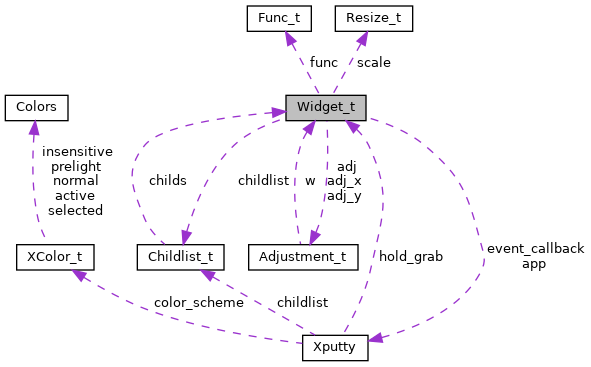 Func_t
Resize_t
func
scale
Colors
Widget_t
insensitive
prelight
normal
active
selected
childs
childlist
w
adj
adj_x
adj_y
XColor_t
Childlist_t
Adjustment_t
hold_grab
event_callback
app
color_scheme
childlist
Xputty